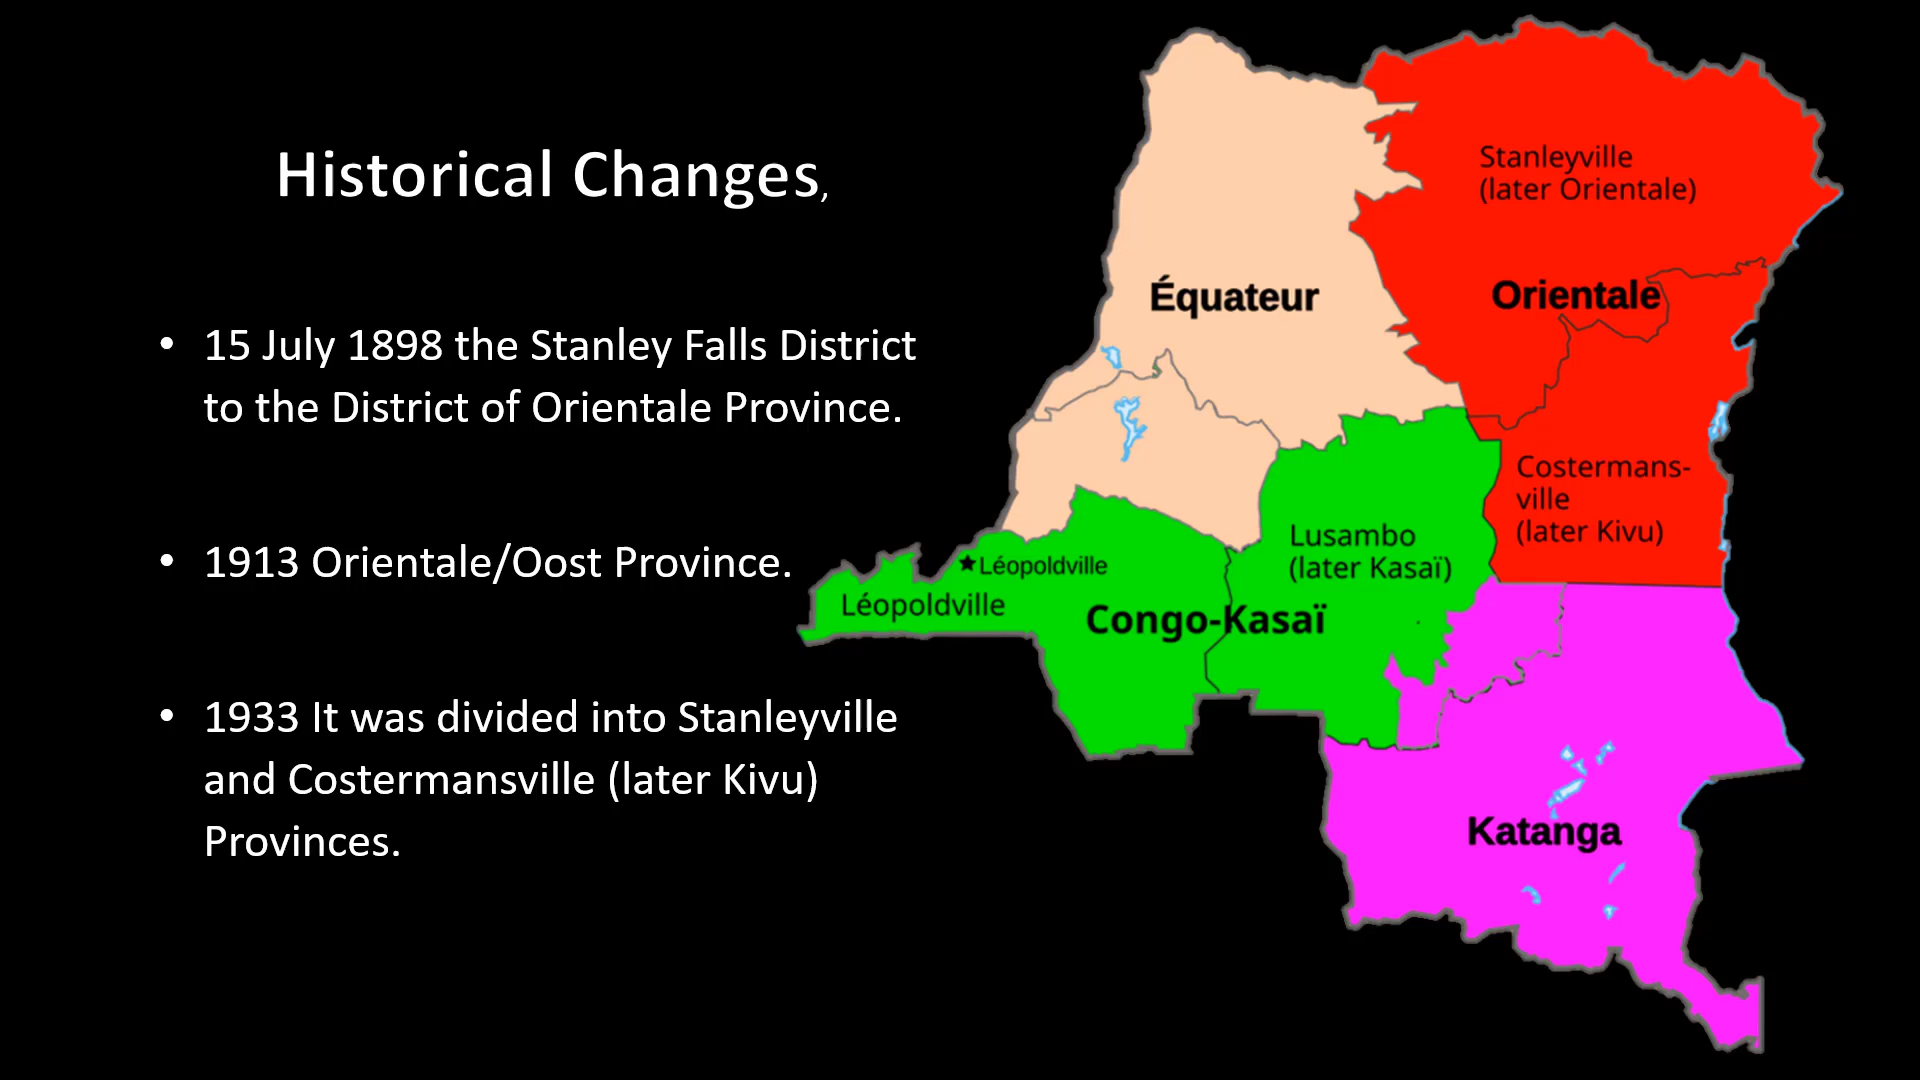 Historical Changes,
• 15 July 1898 the Stanley Falls District
to the District of Orientale Province.
• 1913 Orientale/Oost Province.
• 1933 It was divided into Stanleyville
and Costermansville (later Kivu)
Provinces.
Stanleyville
(later Orientale)
Équateur
Orientale
Costermans-
ville
(later Kivu)
Lusambo
(later Kasaï)
★Léopoldville
Léopoldville
Congo-Kasaï
Katanga